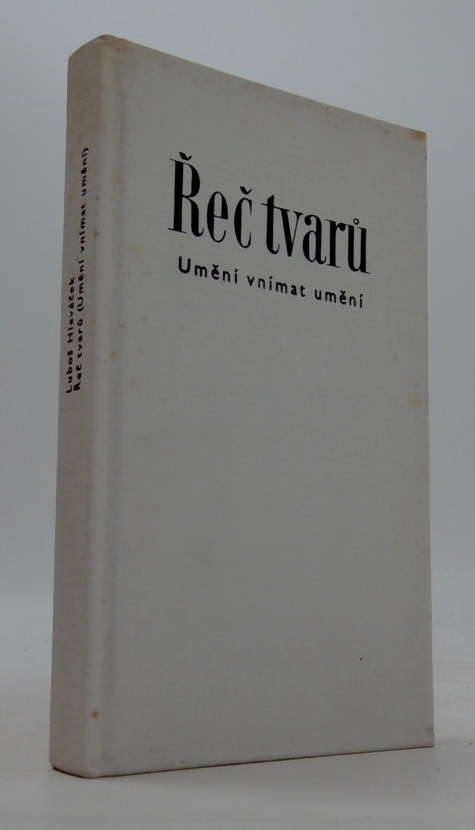 Řeč tvarů
Umění vnímat umění
Luboš Hlaváček
Řeč tvarů (Umění vnímat umění)